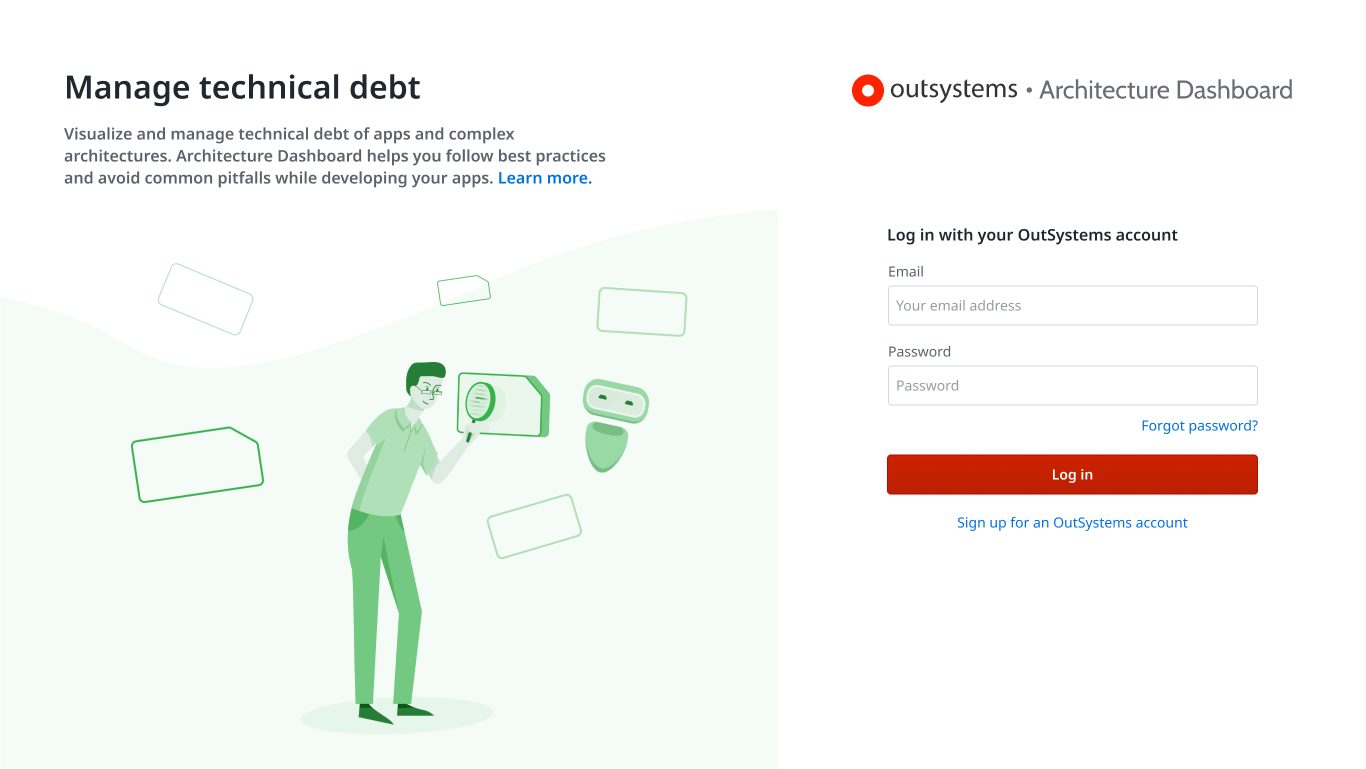 Manage technical debt
Visualize and manage technical debt of apps and complex
architectures. Architecture Dashboard helps you follow best practices
and avoid common pitfalls while developing your apps. Learn more.
outsystems • Architecture Dashboard
Log in with your OutSystems account
Email
Your email address
Password
Password
Forgot password?
Log in
Sign up for an OutSystems account